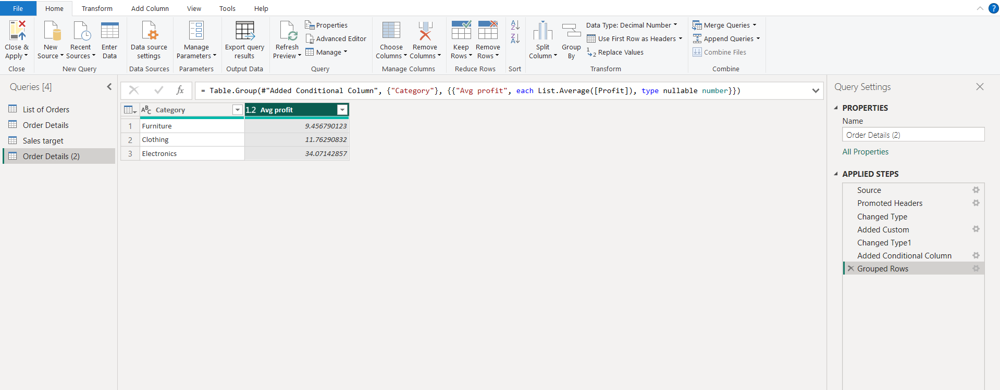 File Home Transform Add Column View Tools Help
Close & Apply
Close
New Source
Recent Sources
Enter Data
New Query
Data source settings
Data Sources
Manage Parameters
Parameters
Export query results
Output Data
Refresh Preview
Properties
Advanced Editor
Manage
Query
Choose Columns
Remove Columns
Manage Columns
Keep Rows
Remove Rows
Reduce Rows
Sort
Split Column
Group By
Data Type: Decimal Number
Use First Row as Headers
Replace Values
Transform
Merge Queries
Append Queries
Combine Files
Combine
Queries [4]
List of Orders
Order Details
Sales target
Order Details (2)
fx
= Table.Group(#"Added Conditional Column", {"Category"}, {{"Avg profit", each List.Average([Profit]), type nullable number}})
ABC Category 1.2 Avg profit
1 Furniture 9.456790123
2 Clothing 11.76290832
3 Electronics 34.07142857
Query Settings
PROPERTIES
Name
Order Details (2)
All Properties
APPLIED STEPS
Source
Promoted Headers
Changed Type
Added Custom
Changed Type1
Added Conditional Column
Grouped Rows